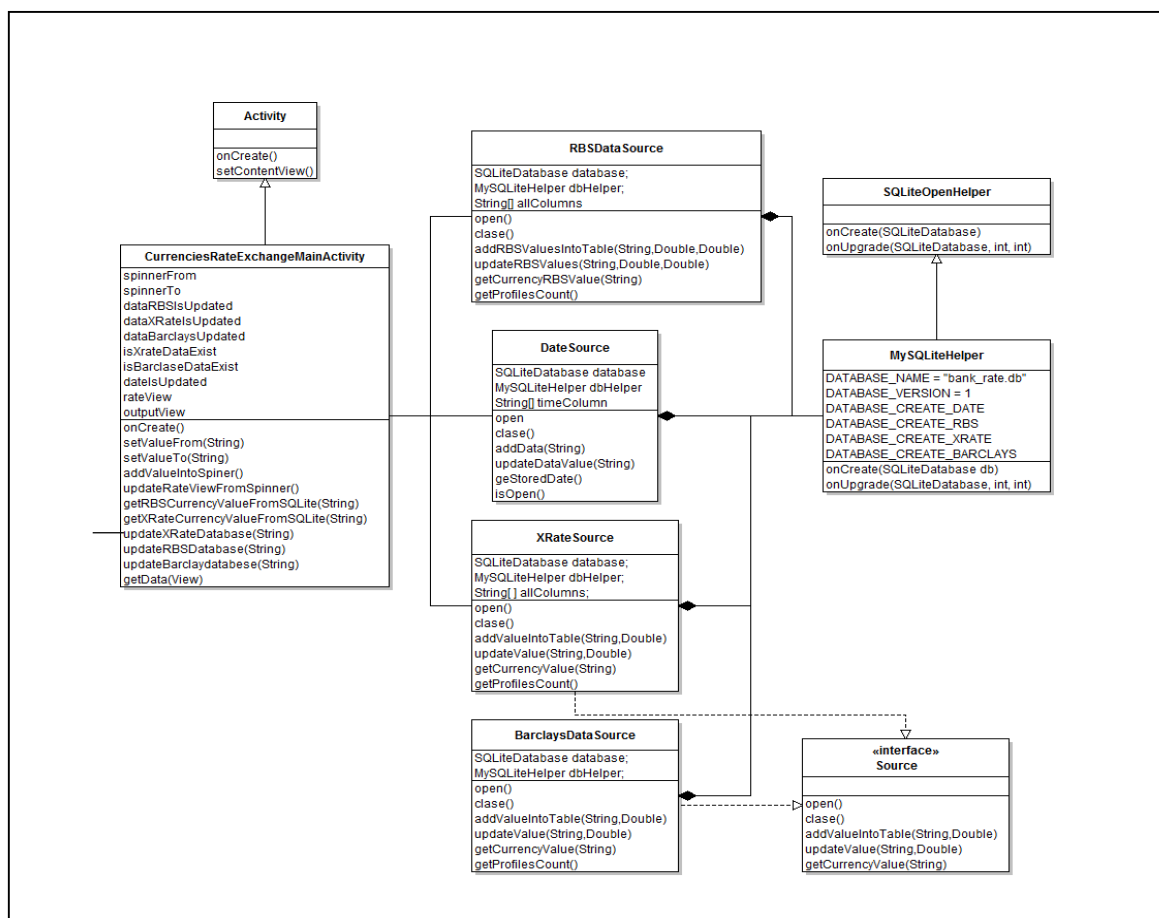 Activity
onCreate()
setContentView()
CurrenciesRateExchangeMainActivity
spinnerFrom
spinnerTo
dataRBSIsUpdated
dataXRateIsUpdated
dataBarclaysUpdated
isXrateDataExist
isBarclaseDataExist
dateIsUpdated
rateView
outputView
onCreate()
setValueFrom(String)
setValueTo(String)
addValueIntoSpiner()
updateRateViewFromSpinner()
getRBSCurrencyValueFromSQLite(String)
getXRateCurrencyValueFromSQLite(String)
updateXRateDatabase(String)
updateRBSDatabase(String)
updateBarclaydatabese(String)
getData(View)
RBSDataSource
SQLiteDatabase database;
MySQLiteHelper dbHelper;
String[] allColumns
open()
clase()
addRBSValuesIntoTable(String,Double,Double)
updateRBSValues(String,Double,Double)
getCurrencyRBSValue(String)
getProfilesCount()
DateSource
SQLiteDatabase database
MySQLiteHelper dbHelper
String[] timeColumn
open
clase()
addData(String)
updateDataValue(String)
geStoredDate()
isOpen()
XRateSource
SQLiteDatabase database;
MySQLiteHelper dbHelper;
String[ ] allColumns;
open()
clase()
addValueIntoTable(String,Double)
updateValue(String,Double)
getCurrencyValue(String)
getProfilesCount()
BarclaysDataSource
SQLiteDatabase database;
MySQLiteHelper dbHelper;
open()
clase()
addValueIntoTable(String,Double)
updateValue(String,Double)
getCurrencyValue(String)
getProfilesCount()
SQLiteOpenHelper
onCreate(SQLiteDatabase)
onUpgrade(SQLiteDatabase, int, int)
MySQLiteHelper
DATABASE_NAME = "bank_rate.db"
DATABASE_VERSION = 1
DATABASE_CREATE_DATE
DATABASE_CREATE_RBS
DATABASE_CREATE_XRATE
DATABASE_CREATE_BARCLAYS
onCreate(SQLiteDatabase db)
onUpgrade(SQLiteDatabase, int, int)
«interface»
Source
open()
clase()
addValueIntoTable(String,Double)
updateValue(String,Double)
getCurrencyValue(String)